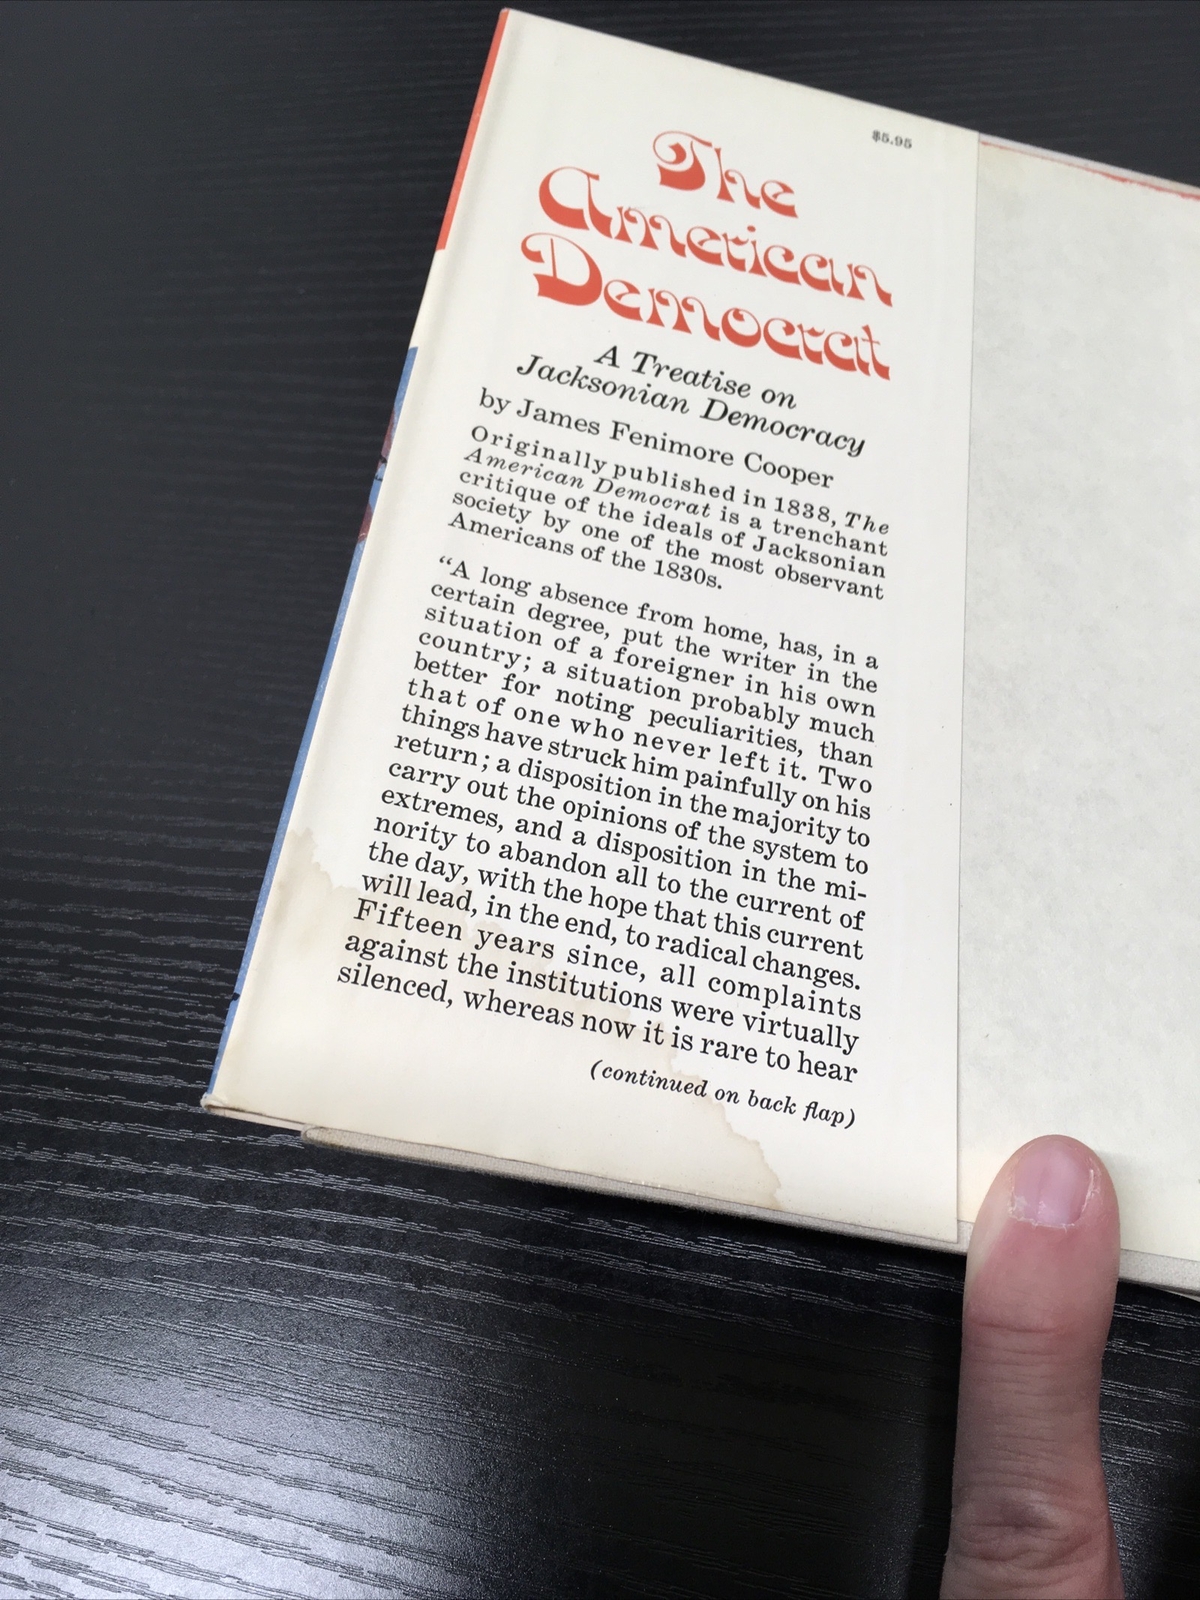 $5.95
The
American
Democrat
A Treatise on
Jacksonian Democracy
by James Fenimore Cooper
Originally published in 1838, The
American Democrat is a trenchant
critique of the ideals of Jacksonian
society by one of the most observant
Americans of the 1830s.
“A long absence from home, has, in a
certain degree, put the writer in the
situation of a foreigner in his own
country; a situation probably much
better for noting peculiarities, than
that of one who never left it. Two
things have struck him painfully on his
return; a disposition in the majority to
carry out the opinions of the system to
extremes, and a disposition in the mi-
nority to abandon all to the current of
the day, with the hope that this current
will lead, in the end, to radical changes.
Fifteen years since, all complaints
against the institutions were virtually
silenced, whereas now it is rare to hear
(continued on back flap)